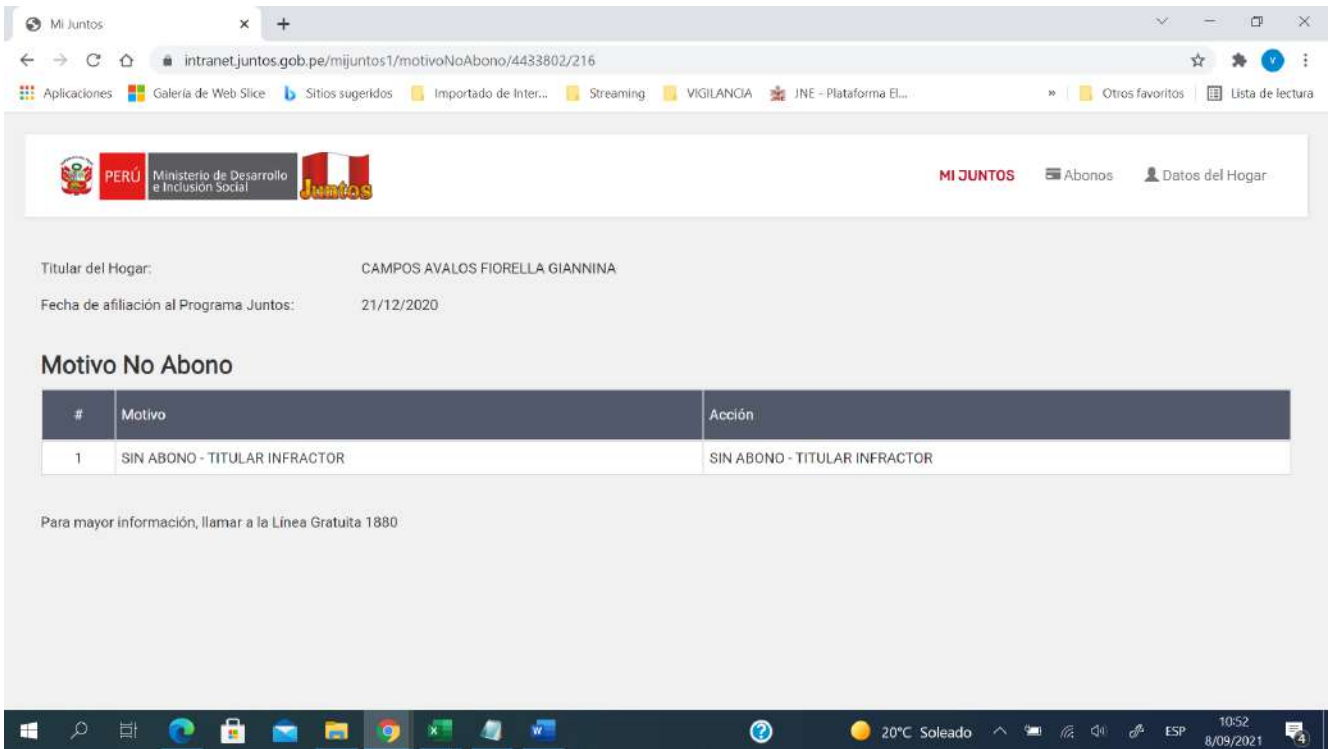 Mi Juntos
intranet.juntos.gob.pe/mijuntos1/motivoNoAbono/4433802/216
V
Aplicaciones Galería de Web Slice Sitios sugeridos Importado de Inter... Streaming VIGILANCIA JNE - Plataforma El... » Otros favoritos Lista de lectura
PERÚ Ministerio de Desarrollo
e Inclusión Social
Juntos
MI JUNTOS Abonos Datos del Hogar
Titular del Hogar: CAMPOS AVALOS FIORELLA GIANNINA
Fecha de afiliación al Programa Juntos: 21/12/2020
Motivo No Abono
# Motivo Acción
1 SIN ABONO - TITULAR INFRACTOR SIN ABONO - TITULAR INFRACTOR
Para mayor información, llamar a la Línea Gratuita 1880
20°C Soleado ESP 10:52
8/09/2021
4